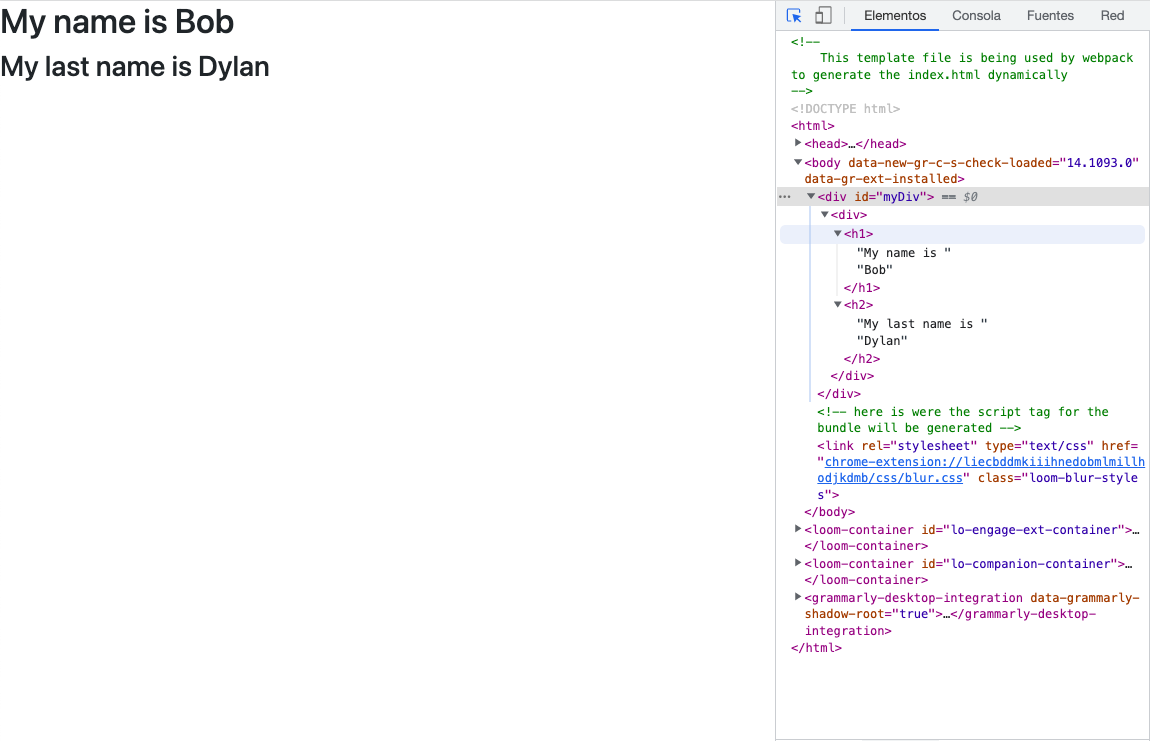 My name is Bob
My last name is Dylan
Elementos Consola Fuentes Red
<!--
This template file is being used by webpack
to generate the index.html dynamically
-->
<!DOCTYPE html>
<html>
<head>…</head>
<body data-new-gr-c-s-check-loaded="14.1093.0"
data-gr-ext-installed>
<div id="myDiv"> == $0
<div>
<h1>
"My name is "
"Bob"
</h1>
<h2>
"My last name is "
"Dylan"
</h2>
</div>
</div>
<!-- here is were the script tag for the
bundle will be generated -->
<link rel="stylesheet" type="text/css" href=
"chrome-extension://liecbddmkiiihnedobmlmillh
odjkdmb/css/blur.css" class="loom-blur-style
s">
</body>
<loom-container id="lo-engage-ext-container">…
</loom-container>
<loom-container id="lo-companion-container">…
</loom-container>
<grammarly-desktop-integration data-grammarly-
shadow-root="true">…</grammarly-desktop-
integration>
</html>